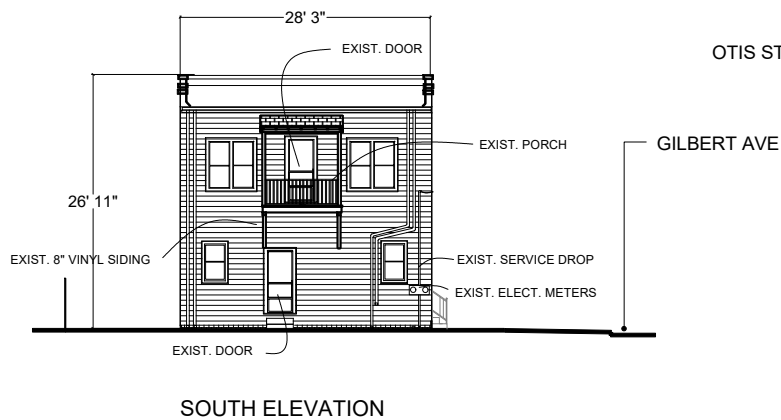 28' 3"
EXIST. DOOR
OTIS ST
EXIST. PORCH
GILBERT AVE
26' 11"
EXIST. 8" VINYL SIDING
EXIST. SERVICE DROP
EXIST. ELECT. METERS
EXIST. DOOR
SOUTH ELEVATION